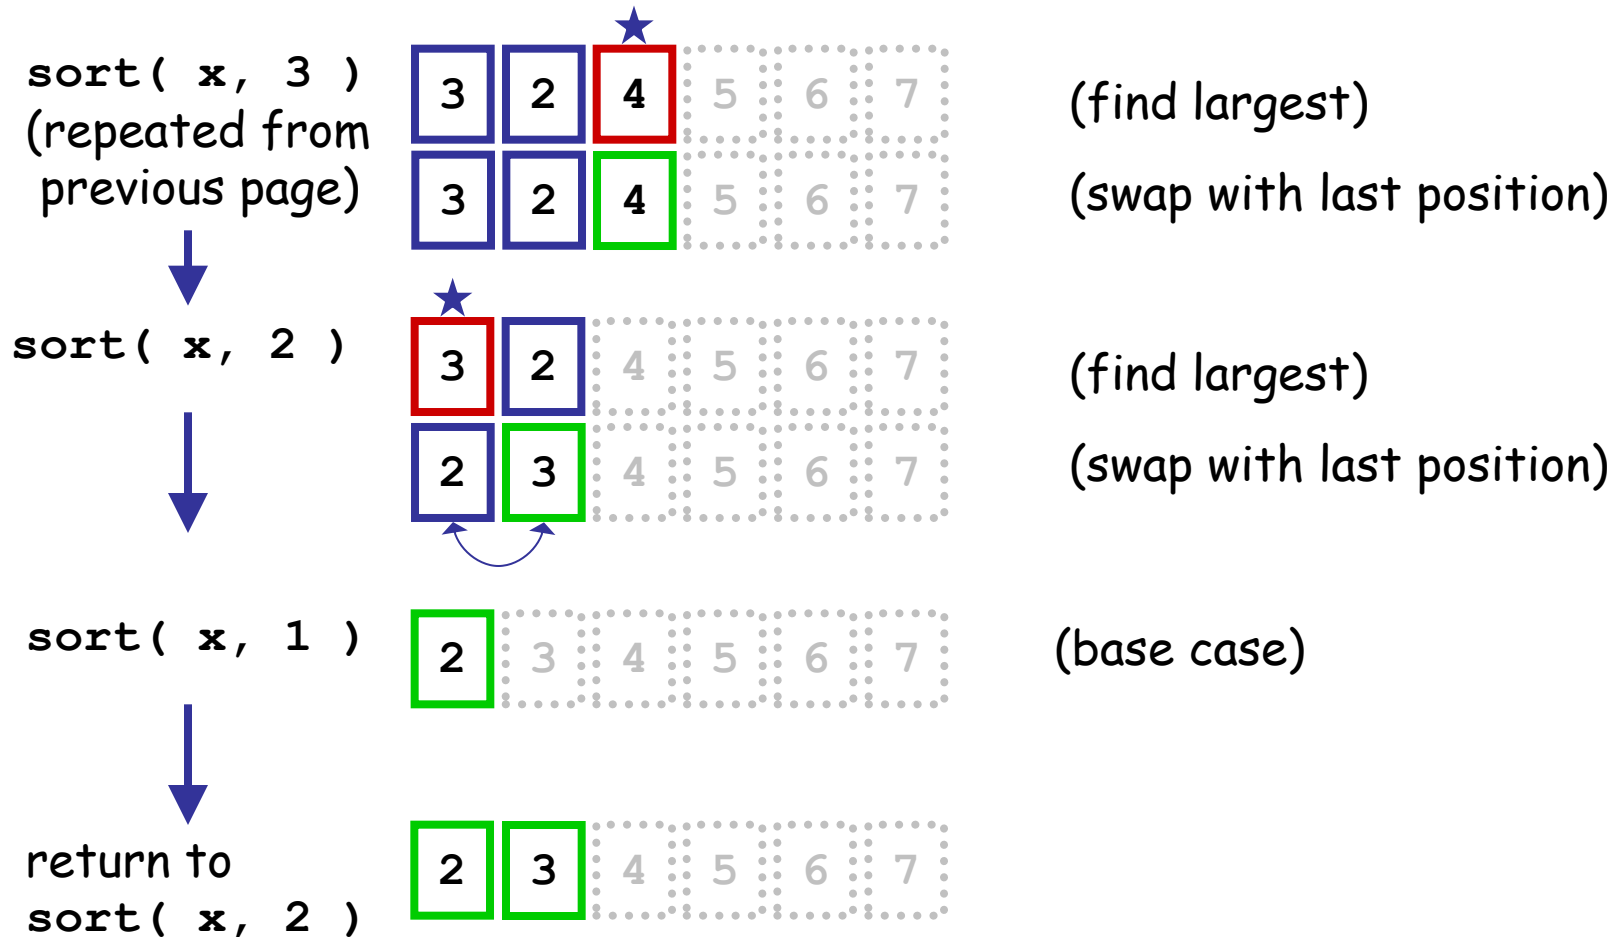 sort( x, 3 )
(repeated from
previous page)
3 2 4 5 6 7
(find largest)
3 2 4 5 6 7
(swap with last position)
sort( x, 2 )
3 2 4 5 6 7
(find largest)
2 3 4 5 6 7
(swap with last position)
sort( x, 1 )
2 3 4 5 6 7
(base case)
return to
sort( x, 2 )
2 3 4 5 6 7